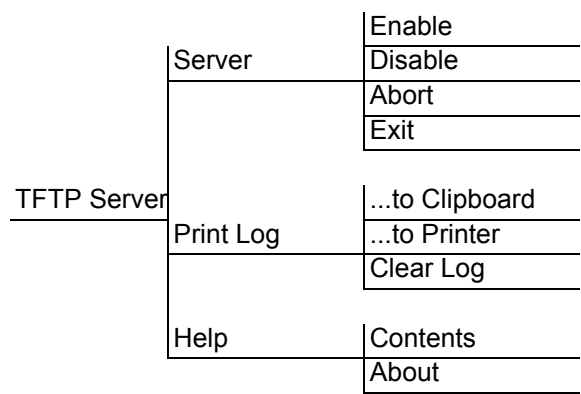 Enable
Server
Disable
Abort
Exit
TFTP Server
...to Clipboard
Print Log
...to Printer
Clear Log
Help
Contents
About